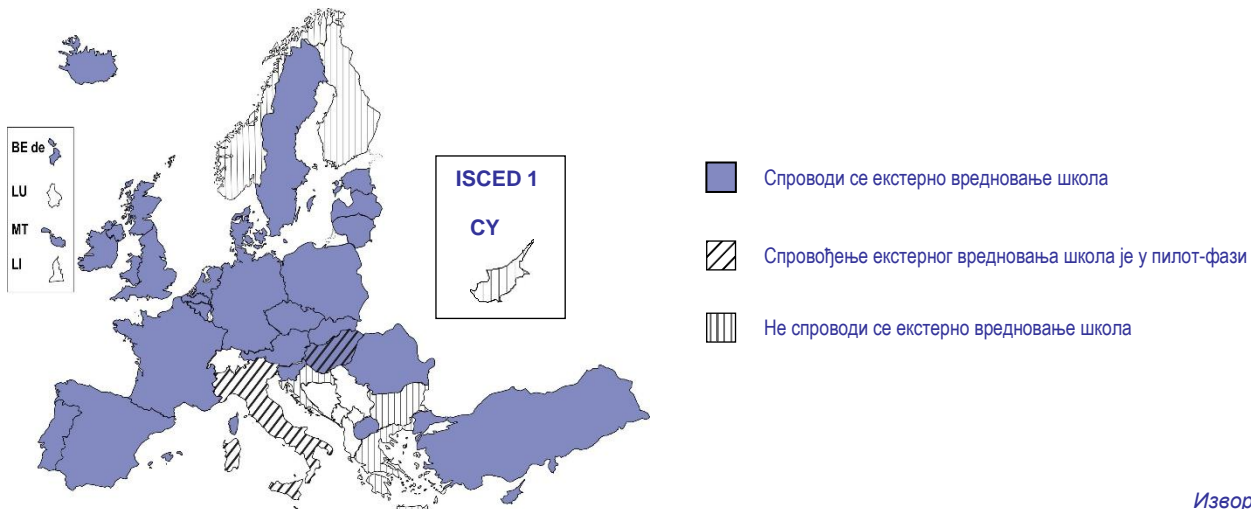 BE de
LU
MT
LI
ISCED 1
CY
Спроводи се екстерно вредновање школа
Спровођење екстерног вредновања школа је у пилот-фази
Не спроводи се екстерно вредновање школа
Извор